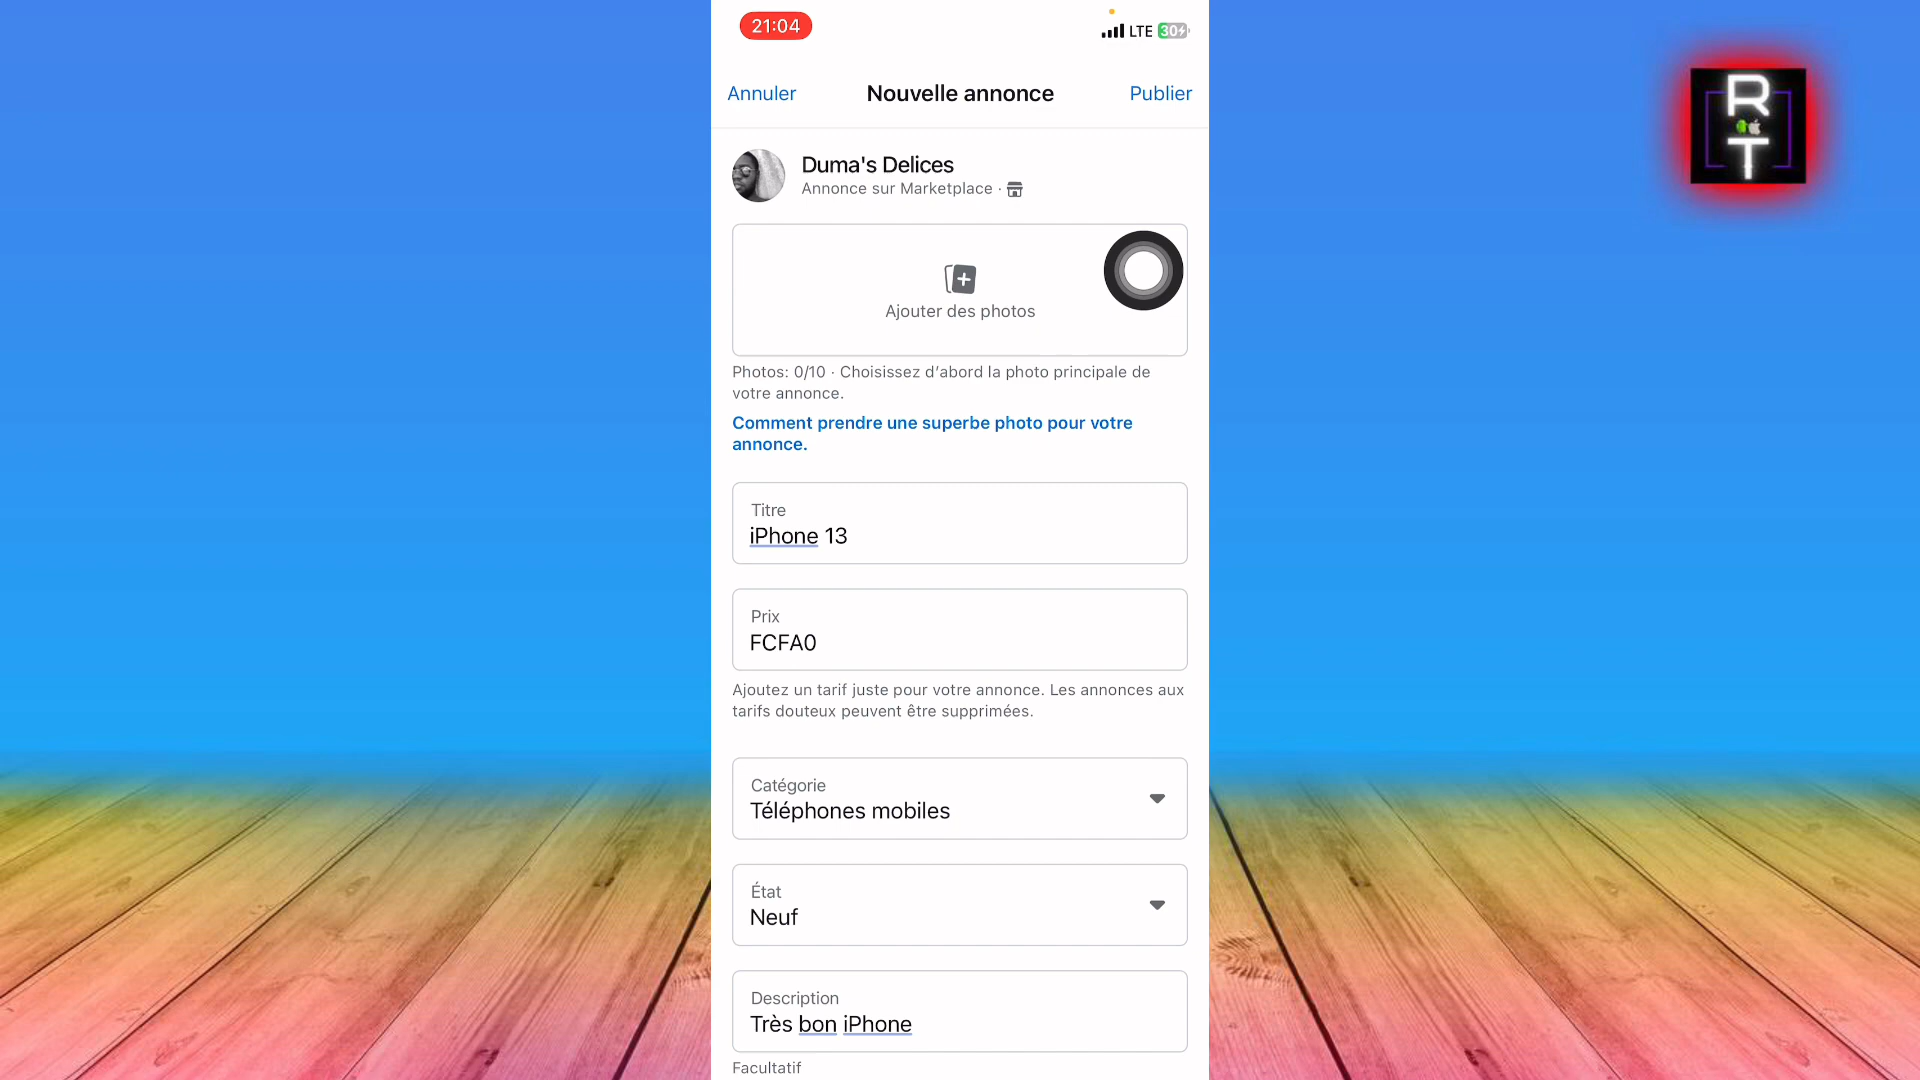 21:04
LTE 30
Annuler
Nouvelle annonce
Publier
R
T
Duma's Delices
Annonce sur Marketplace ·
Ajouter des photos
Photos: 0/10 · Choisissez d’abord la photo principale de
votre annonce.
Comment prendre une superbe photo pour votre
annonce.
Titre
iPhone 13
Prix
FCFA0
Ajoutez un tarif juste pour votre annonce. Les annonces aux
tarifs douteux peuvent être supprimées.
Catégorie
Téléphones mobiles
État
Neuf
Description
Très bon iPhone
Facultatif